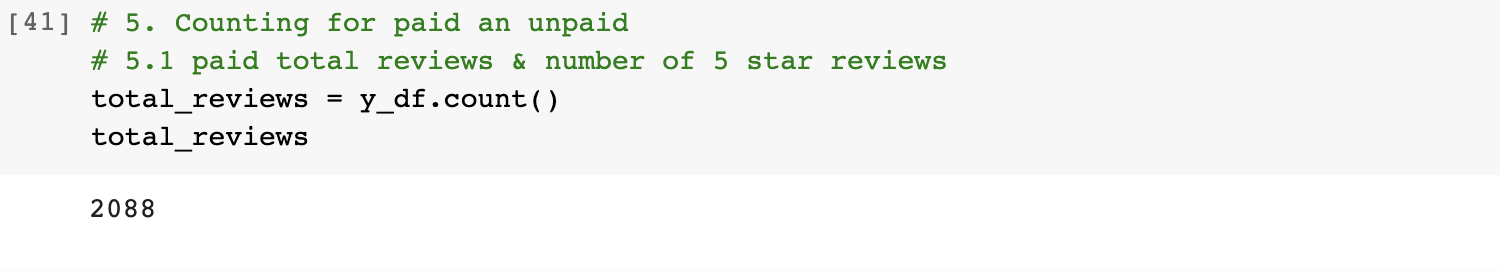 [41] # 5. Counting for paid an unpaid
# 5.1 paid total reviews & number of 5 star reviews
total_reviews = y_df.count()
total_reviews
2088